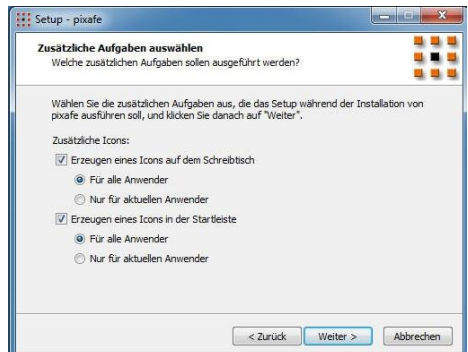 Setup - pixafe
Zusätzliche Aufgaben auswählen
Welche zusätzlichen Aufgaben sollen ausgeführt werden?
Wählen Sie die zusätzlichen Aufgaben aus, die das Setup während der Installation von
pixafe ausführen soll, und klicken Sie danach auf "Weiter".
Zusätzliche Icons:
Erzeugen eines Icons auf dem Schreibtisch
Für alle Anwender
Nur für aktuellen Anwender
Erzeugen eines Icons in der Startleiste
Für alle Anwender
Nur für aktuellen Anwender
< Zurück
Weiter >
Abbrechen